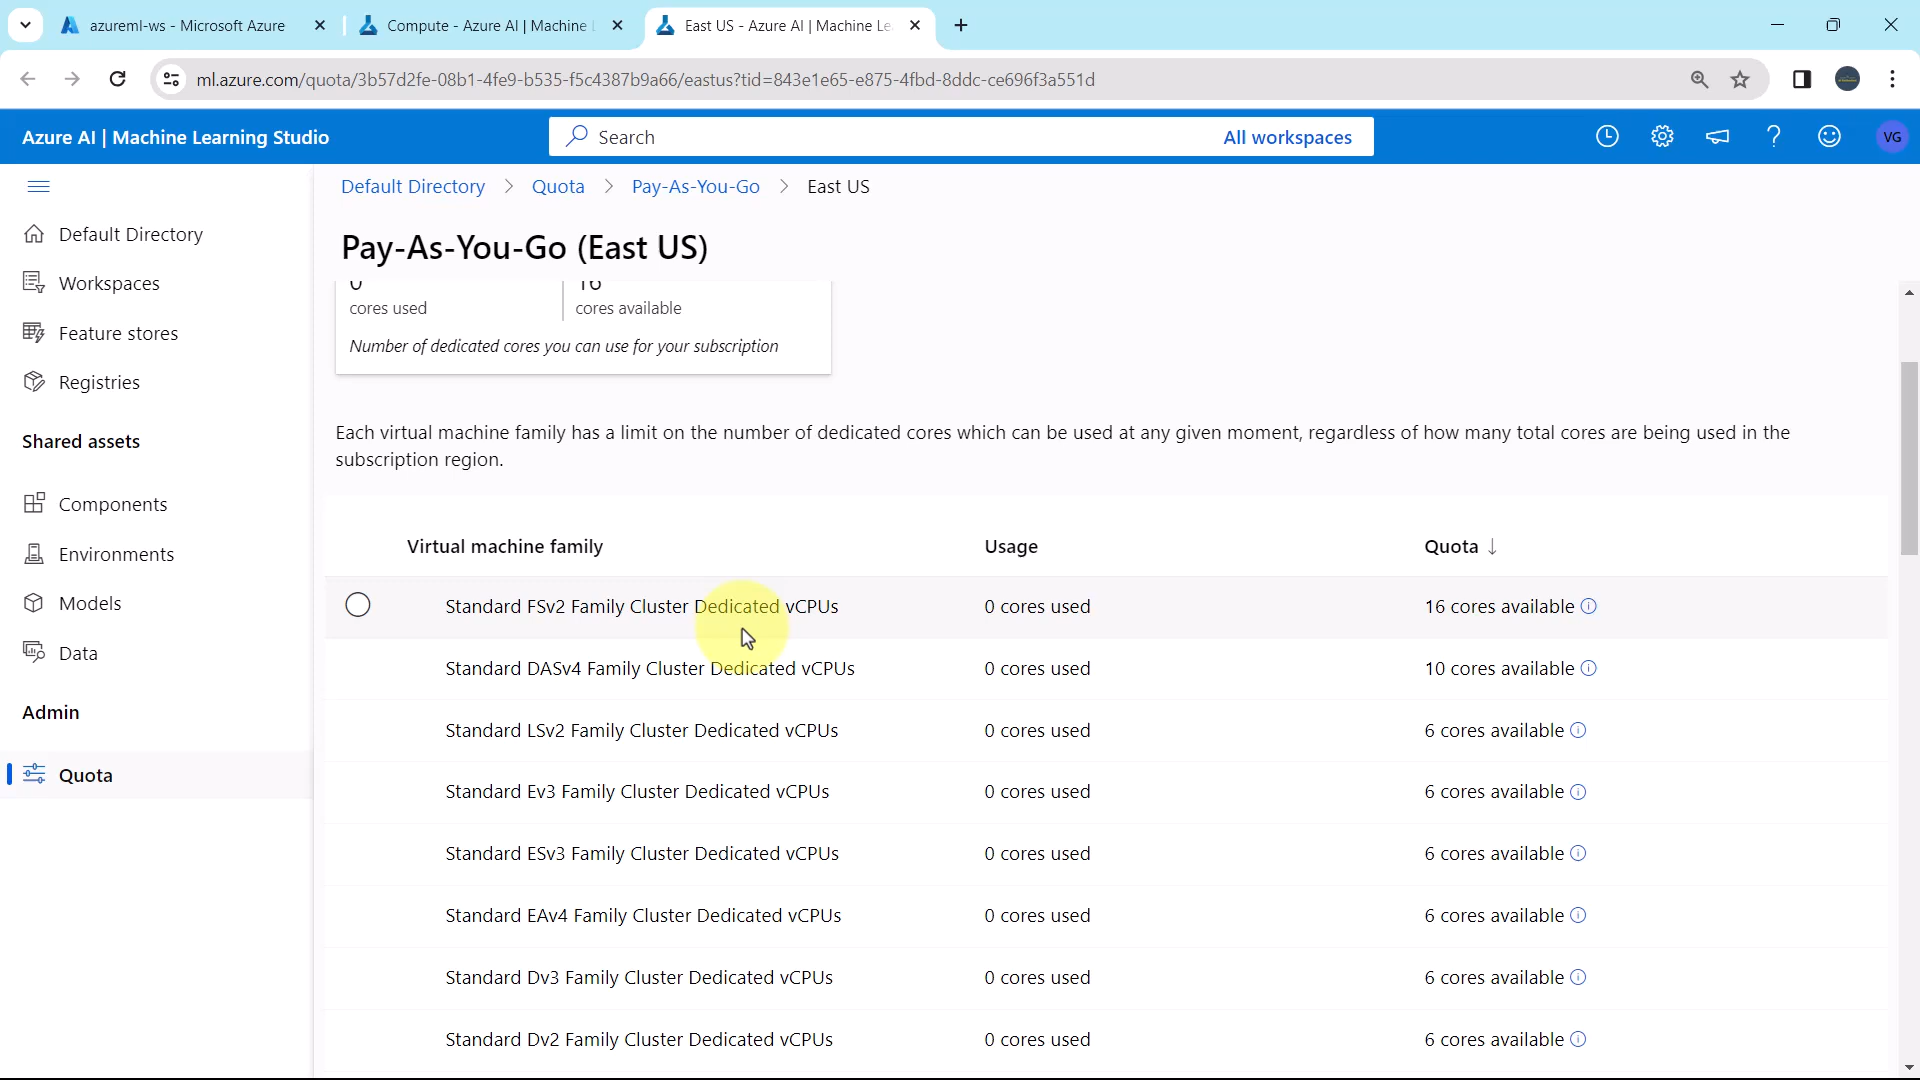 azureml-ws - Microsoft Azure
Compute - Azure AI | Machine
East US - Azure AI | Machine Le
ml.azure.com/quota/3b57d2fe-08b1-4fe9-b535-f5c4387b9a66/eastus?tid=843e1e65-e875-4fbd-8ddc-ce696f3a551d
Azure AI | Machine Learning Studio
Search
All workspaces
VG
Default Directory > Quota > Pay-As-You-Go > East US
Default Directory
Workspaces
Feature stores
Registries
Shared assets
Components
Environments
Models
Data
Admin
Quota
Pay-As-You-Go (East US)
0
16
cores used
cores available
Number of dedicated cores you can use for your subscription
Each virtual machine family has a limit on the number of dedicated cores which can be used at any given moment, regardless of how many total cores are being used in the
subscription region.
Virtual machine family Usage Quota ↓
Standard FSv2 Family Cluster Dedicated vCPUs 0 cores used 16 cores available
Standard DASv4 Family Cluster Dedicated vCPUs 0 cores used 10 cores available
Standard LSv2 Family Cluster Dedicated vCPUs 0 cores used 6 cores available
Standard Ev3 Family Cluster Dedicated vCPUs 0 cores used 6 cores available
Standard ESv3 Family Cluster Dedicated vCPUs 0 cores used 6 cores available
Standard EAv4 Family Cluster Dedicated vCPUs 0 cores used 6 cores available
Standard Dv3 Family Cluster Dedicated vCPUs 0 cores used 6 cores available
Standard Dv2 Family Cluster Dedicated vCPUs 0 cores used 6 cores available